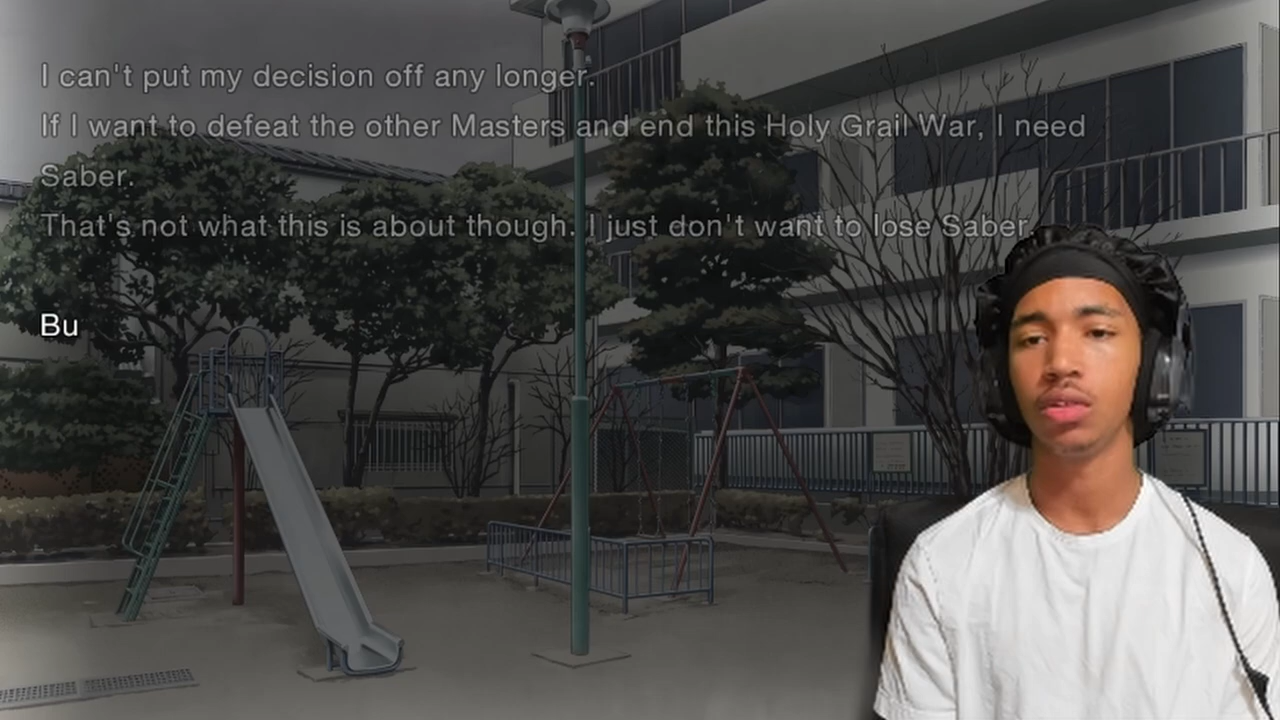 I can't put my decision off any longer.
If I want to defeat the other Masters and end this Holy Grail War, I need
Saber.
That's not what this is about though. I just don't want to lose Saber.
Bu